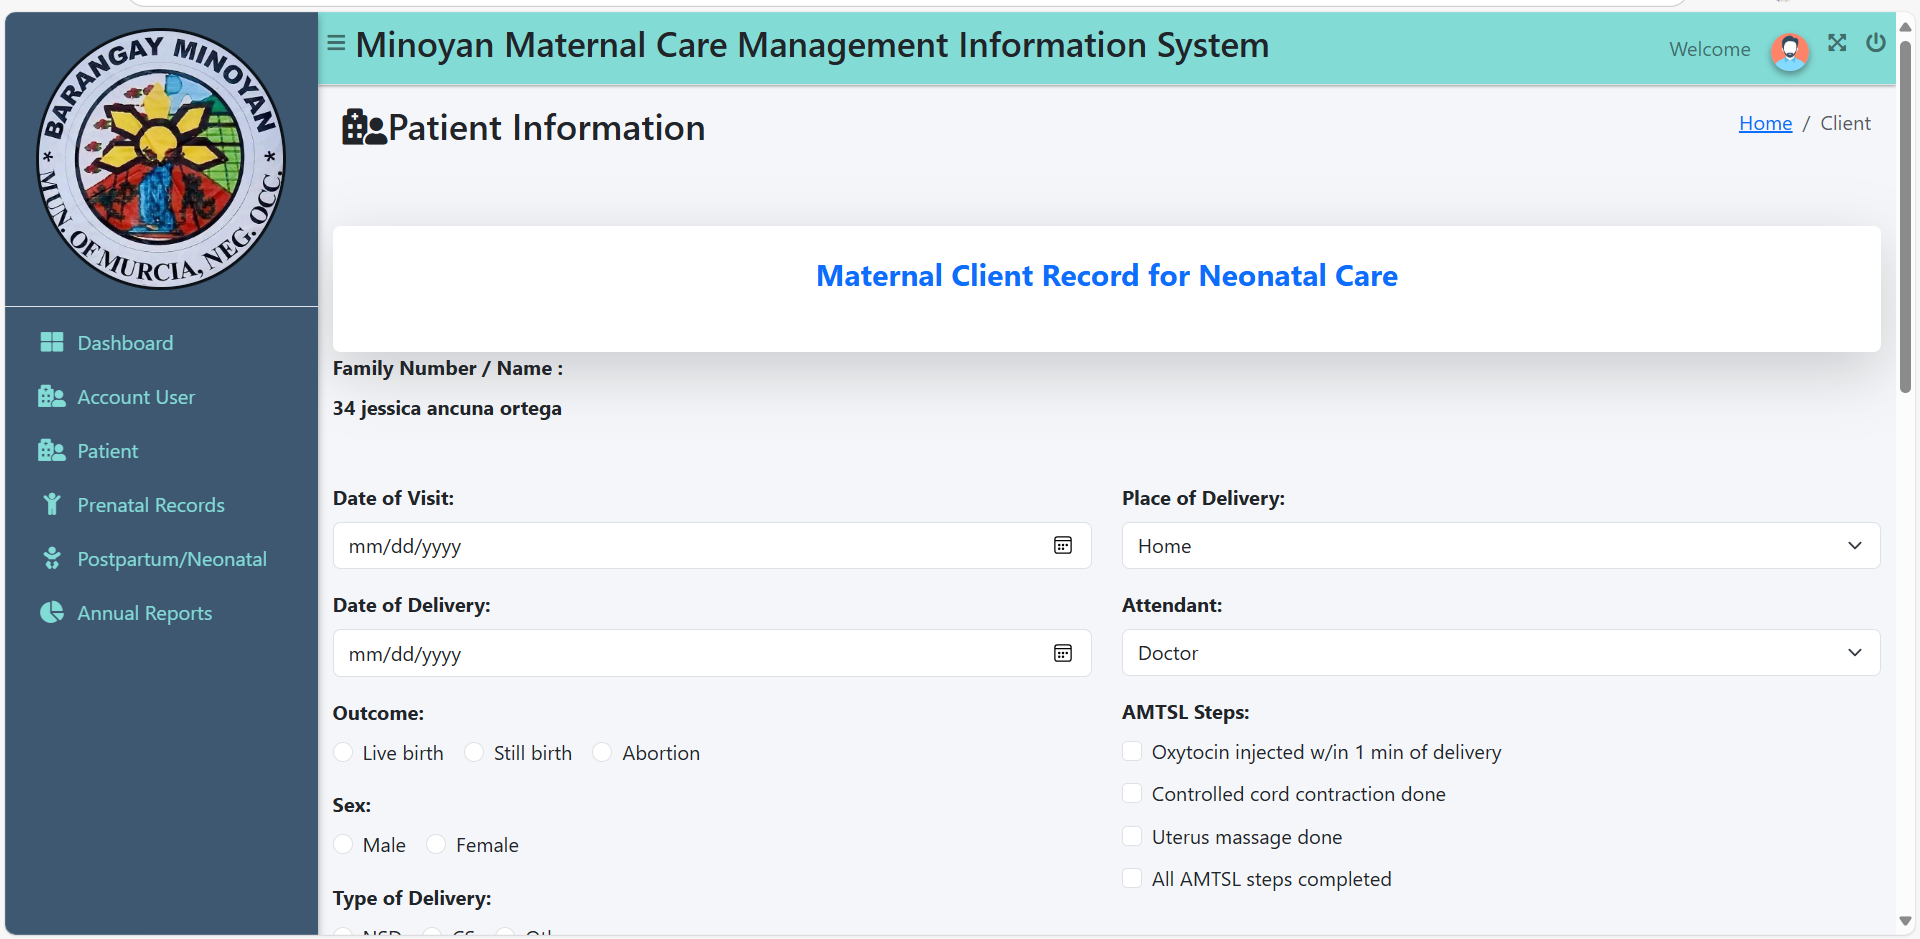 BARANGAY MINOYAN
* MUN. OF MURCIA, NEG. OCC. *
Minoyan Maternal Care Management Information System
Welcome
Dashboard
Account User
Patient
Prenatal Records
Postpartum/Neonatal
Annual Reports
Patient Information
Home / Client
Maternal Client Record for Neonatal Care
Family Number / Name :
34 jessica ancuna ortega
Date of Visit:
mm/dd/yyyy
Place of Delivery:
Home
Date of Delivery:
mm/dd/yyyy
Attendant:
Doctor
Outcome:
Live birth Still birth Abortion
Sex:
Male Female
Type of Delivery:
AMTSL Steps:
Oxytocin injected w/in 1 min of delivery
Controlled cord contraction done
Uterus massage done
All AMTSL steps completed